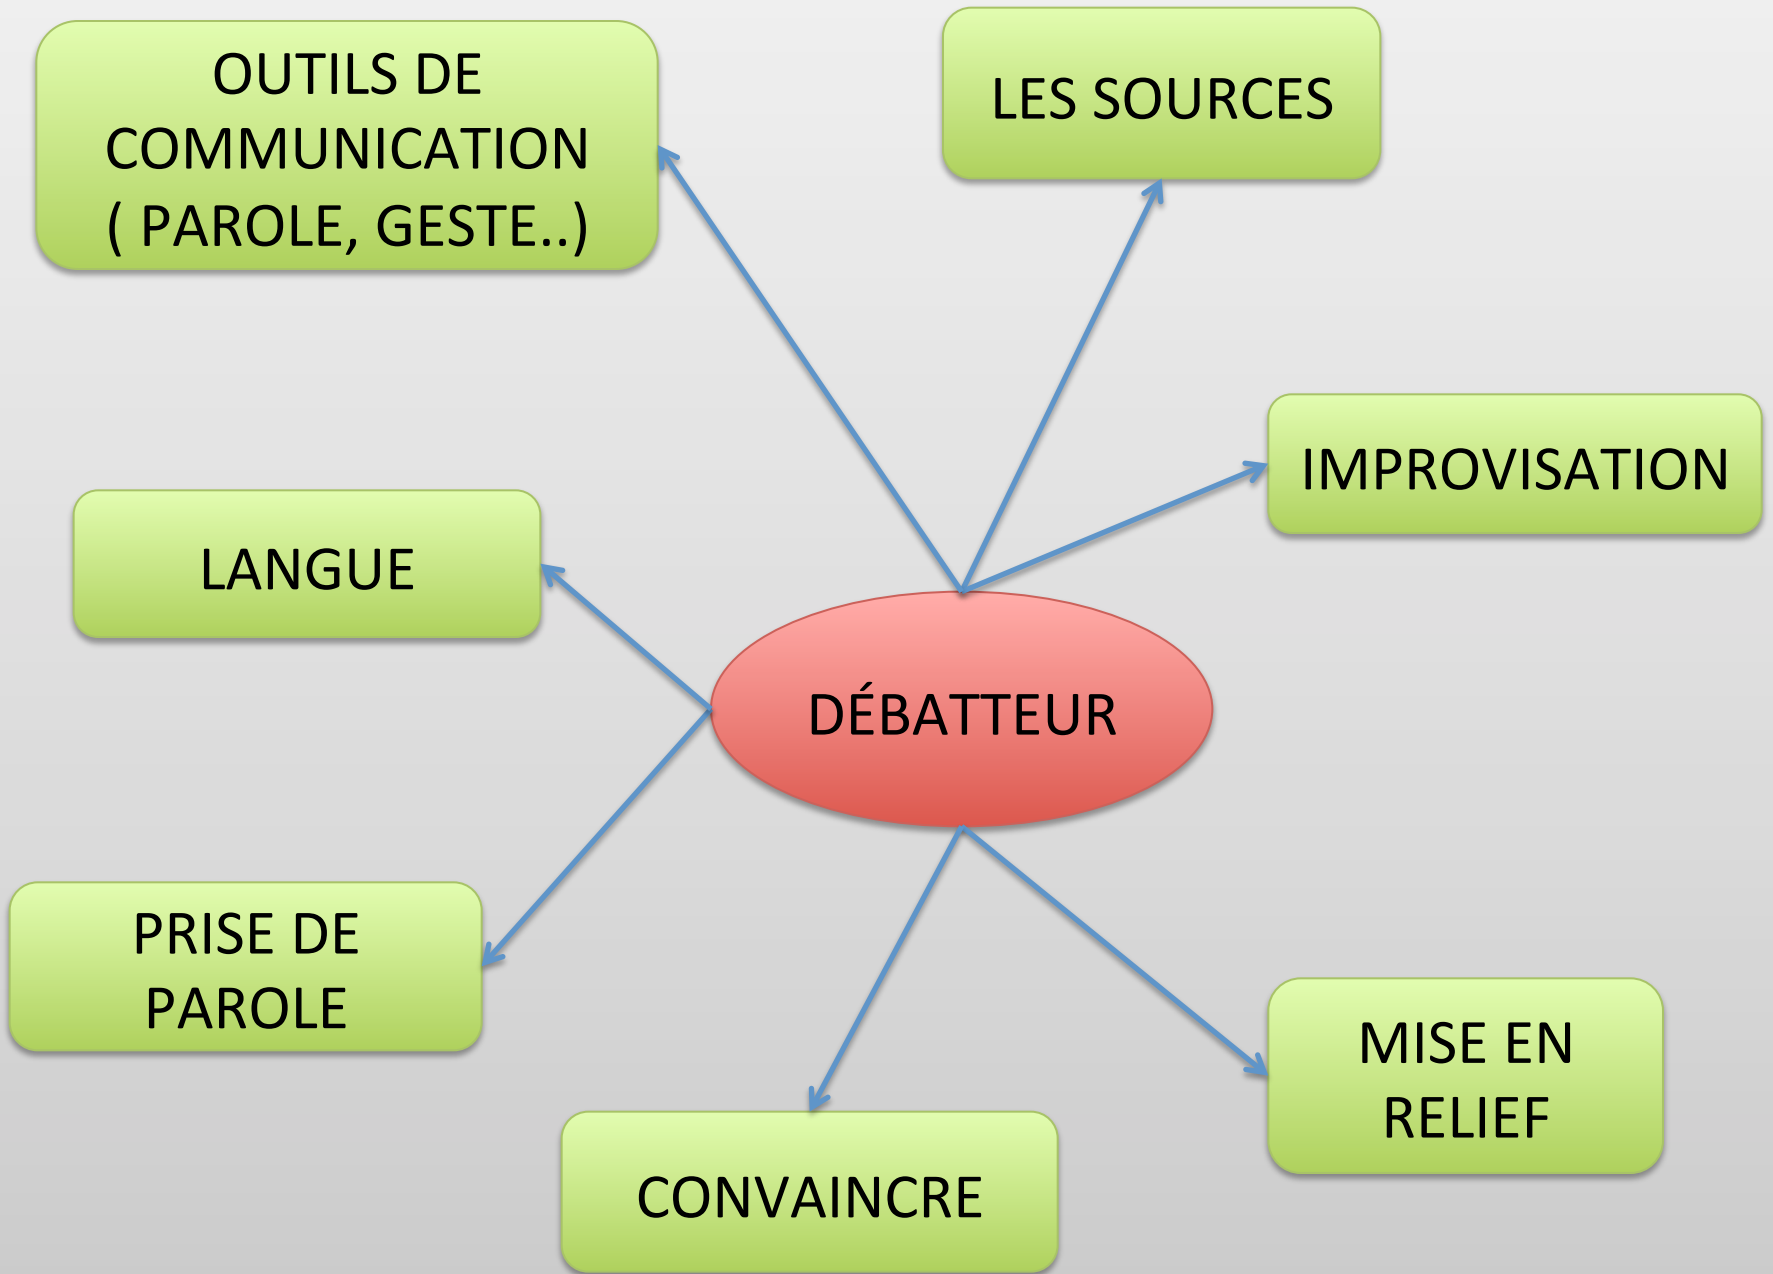 OUTILS DE
COMMUNICATION
( PAROLE, GESTE..)
LES SOURCES
IMPROVISATION
LANGUE
DÉBATTEUR
PRISE DE
PAROLE
MISE EN
RELIEF
CONVAINCRE